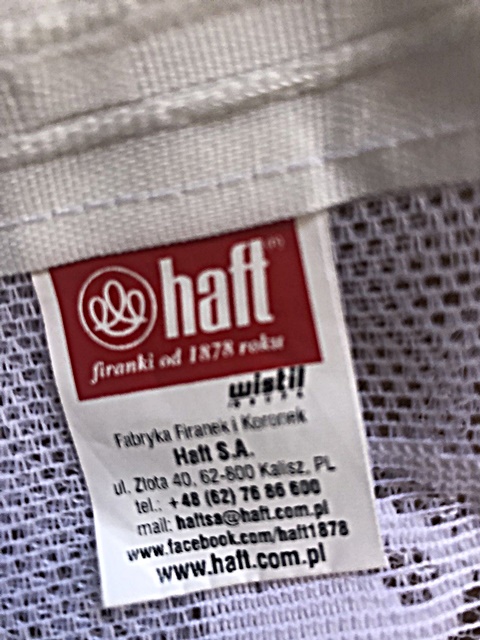 haft
firanki od 1878 roku
wistil
Fabryka Firanek i Koronek
Haft S.A.
ul. Złota 40, 62-800 Kalisz, PL
tel.: +48 (62) 76 86 600
mail: haftsa@haft.com.pl
www.facebook.com/haft1878
www.haft.com.pl